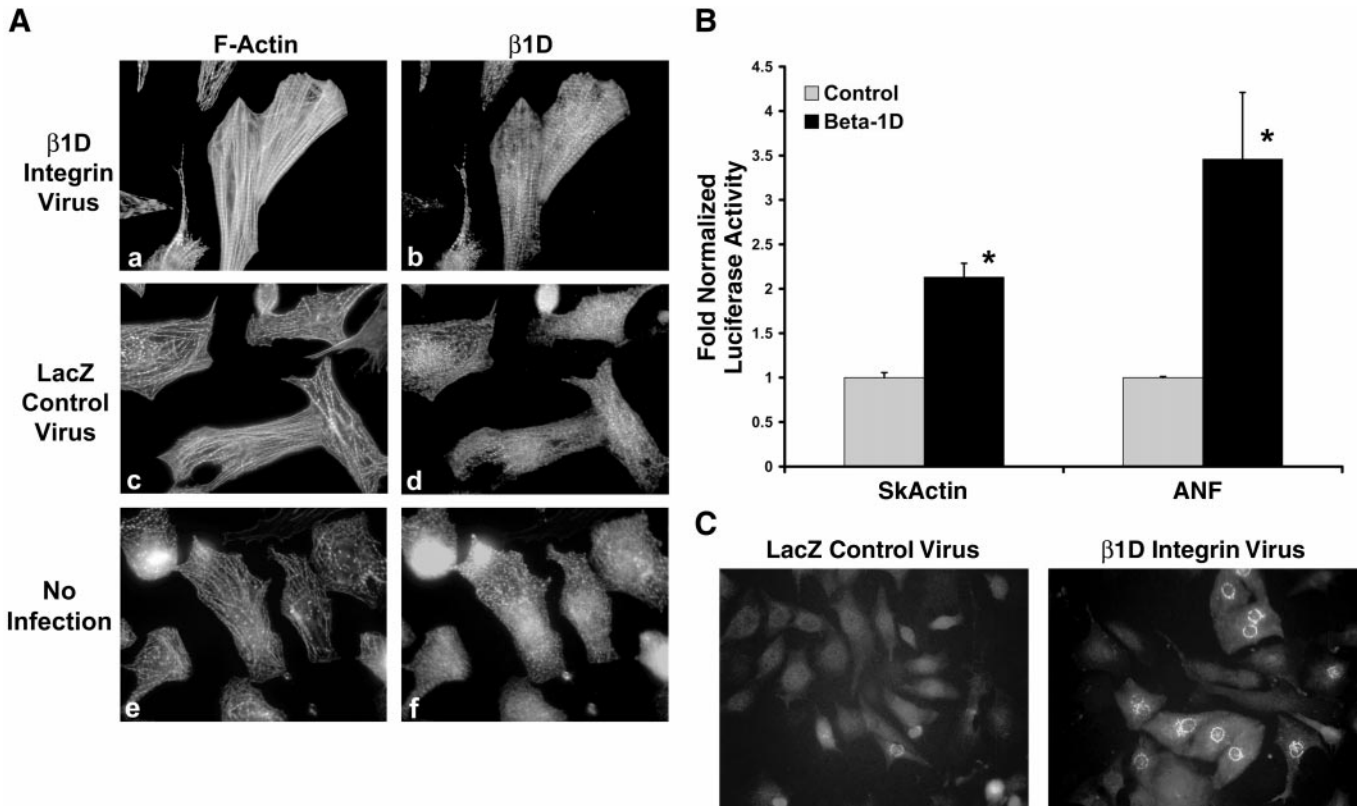 A
F-Actin
β1D
β1D
Integrin
Virus
a
b
LacZ
Control
Virus
c
d
No
Infection
e
f
B
Fold Normalized
Luciferase Activity
4.5
4
3.5
3
2.5
2
1.5
1
0.5
0
Control
Beta-1D
*
*
SkActin
ANF
C
LacZ Control Virus
β1D Integrin Virus